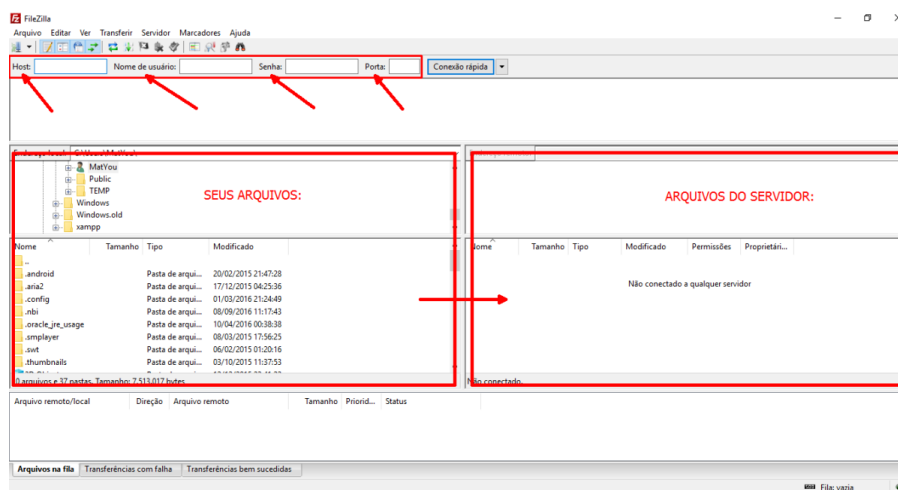 FileZilla
Arquivo Editar Ver Transferir Servidor Marcadores Ajuda
Host: Nome de usuário: Senha: Porta: Conexão rápida
MatYou
Public
TEMP
Windows
Windows.old
xampp
SEUS ARQUIVOS:
ARQUIVOS DO SERVIDOR:
Nome Tamanho Tipo Modificado
..
.android Pasta de arqui... 20/02/2015 21:47:28
.aria2 Pasta de arqui... 17/12/2015 04:25:36
.config Pasta de arqui... 01/03/2016 21:24:49
.nbi Pasta de arqui... 08/09/2016 11:17:43
.oracle_jre_usage Pasta de arqui... 10/04/2016 00:38:38
.smplayer Pasta de arqui... 08/03/2015 17:56:25
.swt Pasta de arqui... 06/02/2015 01:20:16
.thumbnails Pasta de arqui... 03/10/2015 11:37:53
10 arquivos e 37 pastas. Tamanho: 7.513.017 bytes
Nome Tamanho Tipo Modificado Permissões Proprietári...
Não conectado a qualquer servidor
Não conectado.
Arquivo remoto/local Direção Arquivo remoto Tamanho Priorid... Status
Arquivos na fila Transferências com falha Transferências bem sucedidas
Fila: vazia